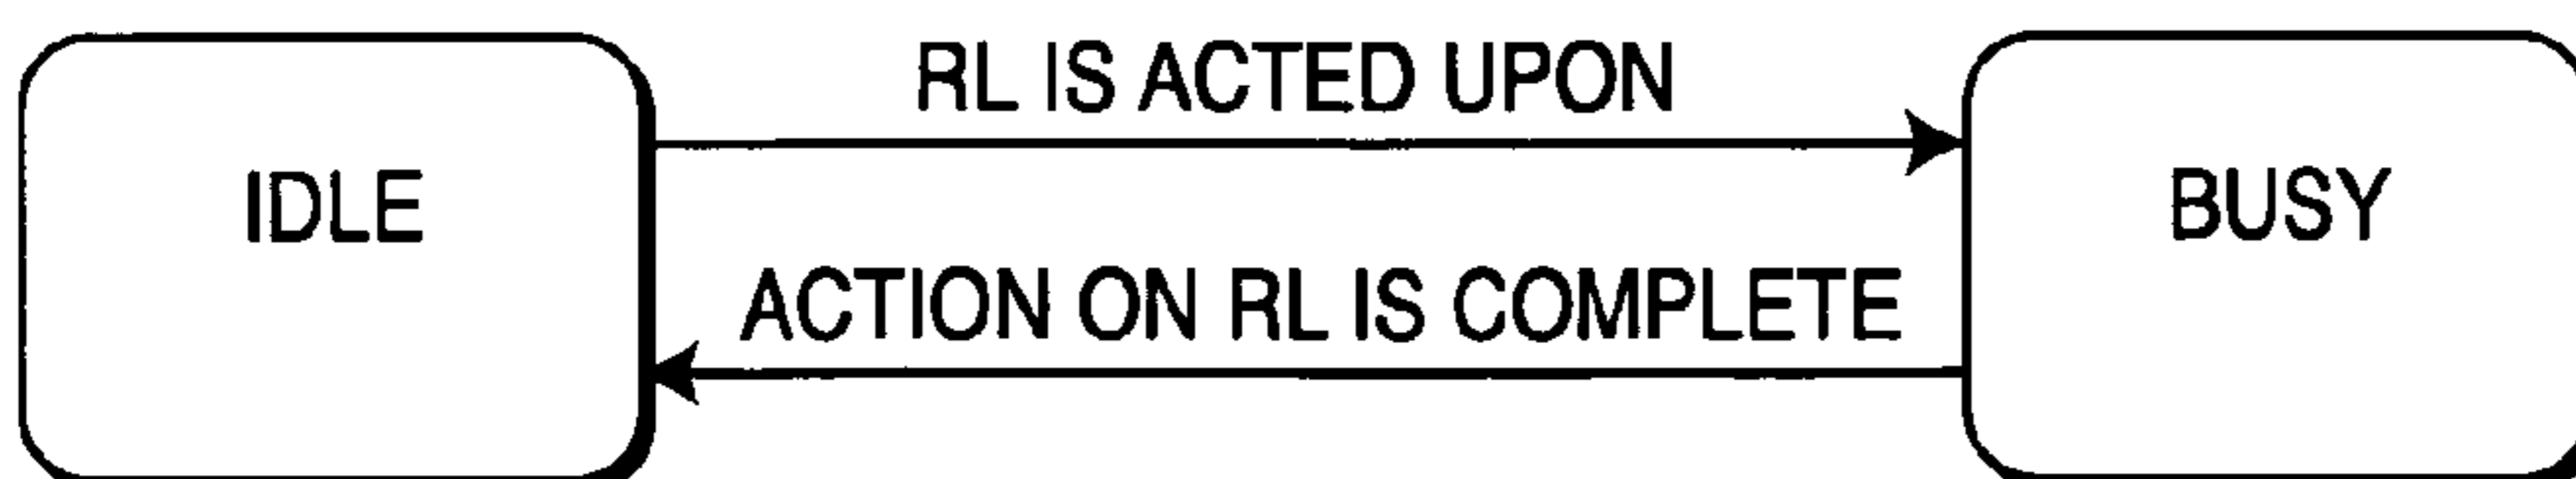 RL IS ACTED UPON
IDLE
BUSY
ACTION ON RL IS COMPLETE